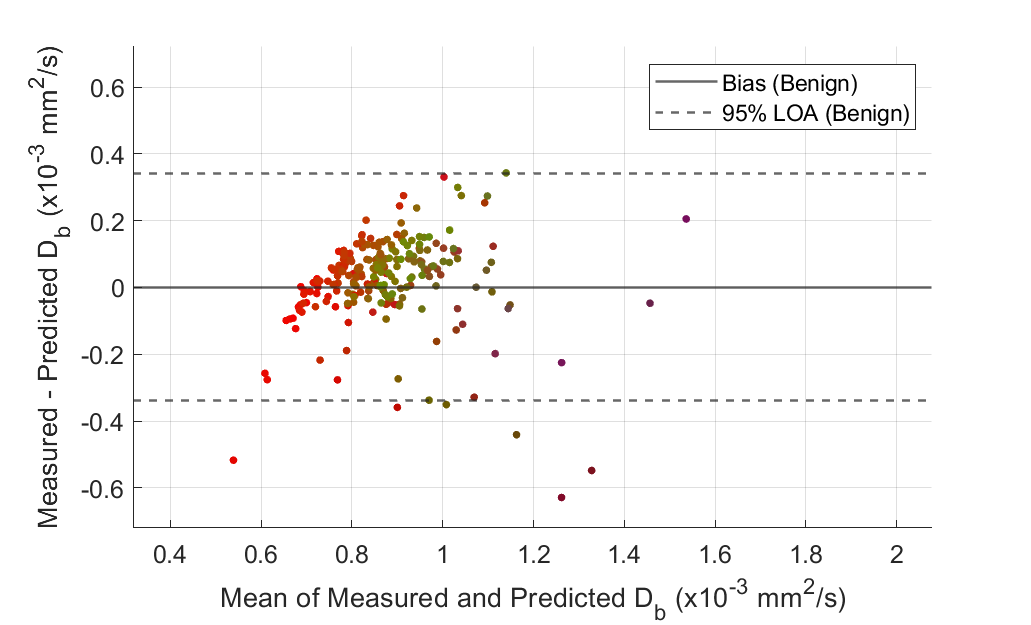 Measured - Predicted D_b (x10^-3 mm^2/s)
0.6
0.4
0.2
0
-0.2
-0.4
-0.6
Bias (Benign)
95% LOA (Benign)
0.4 0.6 0.8 1 1.2 1.4 1.6 1.8 2
Mean of Measured and Predicted D_b (x10^-3 mm^2/s)